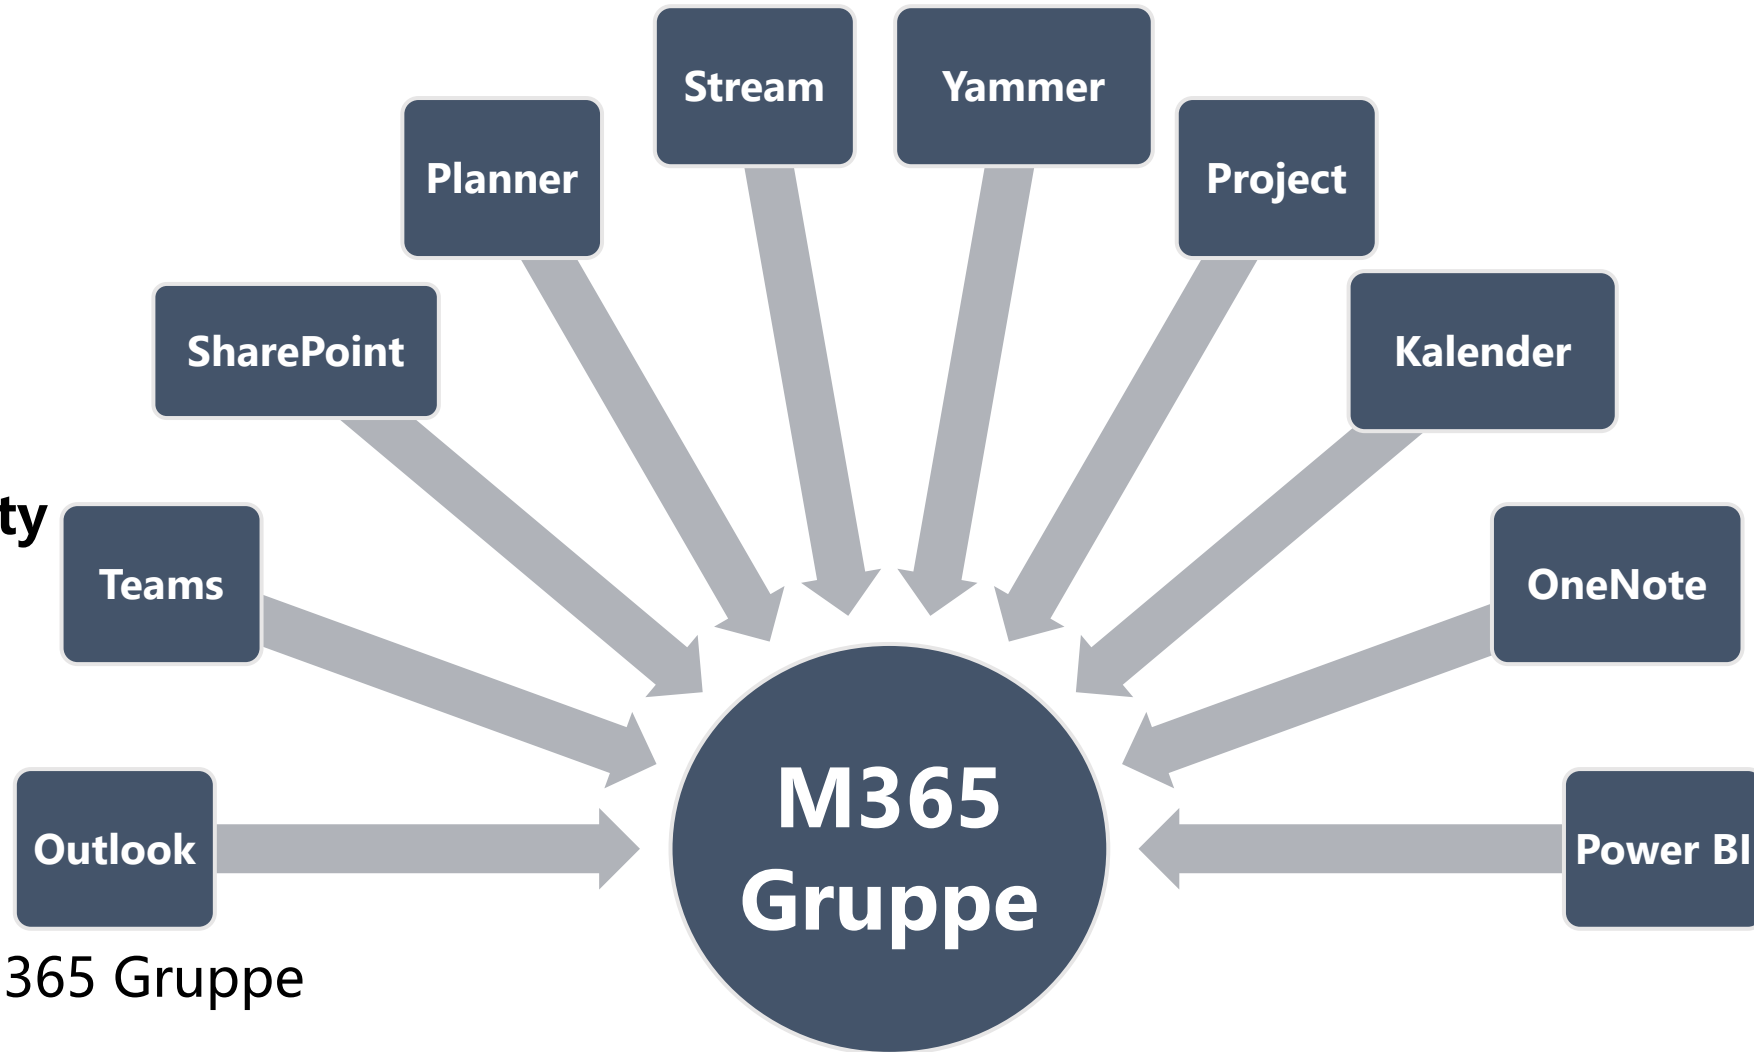 Stream
Yammer
Planner
Project
SharePoint
Kalender
ty
Teams
OneNote
M365
Gruppe
Outlook
Power BI
365 Gruppe